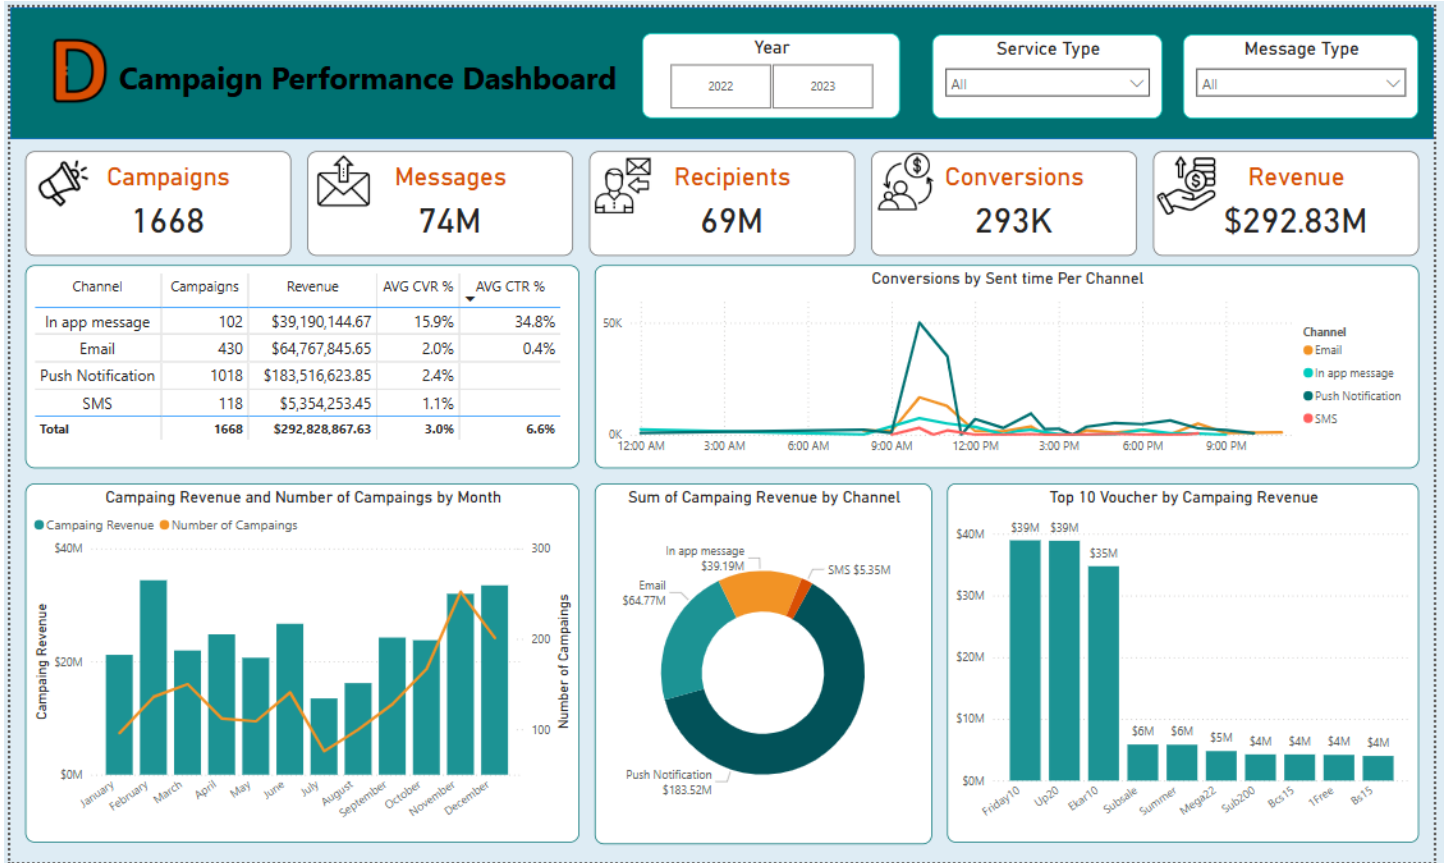 D Campaign Performance Dashboard
Year
2022 2023
Service Type
All
Message Type
All
Campaigns
1668
Messages
74M
Recipients
69M
Conversions
293K
Revenue
$292.83M
Channel Campaigns Revenue AVG CVR % AVG CTR %
In app message 102 $39,190,144.67 15.9% 34.8%
Email 430 $64,767,845.65 2.0% 0.4%
Push Notification 1018 $183,516,623.85 2.4%
SMS 118 $5,354,253.45 1.1%
Total 1668 $292,828,867.63 3.0% 6.6%
Conversions by Sent time Per Channel
50K
0K
12:00 AM 3:00 AM 6:00 AM 9:00 AM 12:00 PM 3:00 PM 6:00 PM 9:00 PM
Channel
Email
In app message
Push Notification
SMS
Campaing Revenue and Number of Campaings by Month
Campaing Revenue Number of Campaings
Campaing Revenue
$40M
$20M
$0M
300
200
100
Number of Campaings
January February March April May June July August September October November December
Sum of Campaing Revenue by Channel
In app message
$39.19M
SMS $5.35M
Email
$64.77M
Push Notification
$183.52M
Top 10 Voucher by Campaing Revenue
$40M
$30M
$20M
$10M
$0M
$39M $39M $35M $6M $6M $5M $4M $4M $4M $4M
Friday10 Up20 Ekar10 Subsale Summer Mega22 Sub200 Bcs15 1Free Bs15